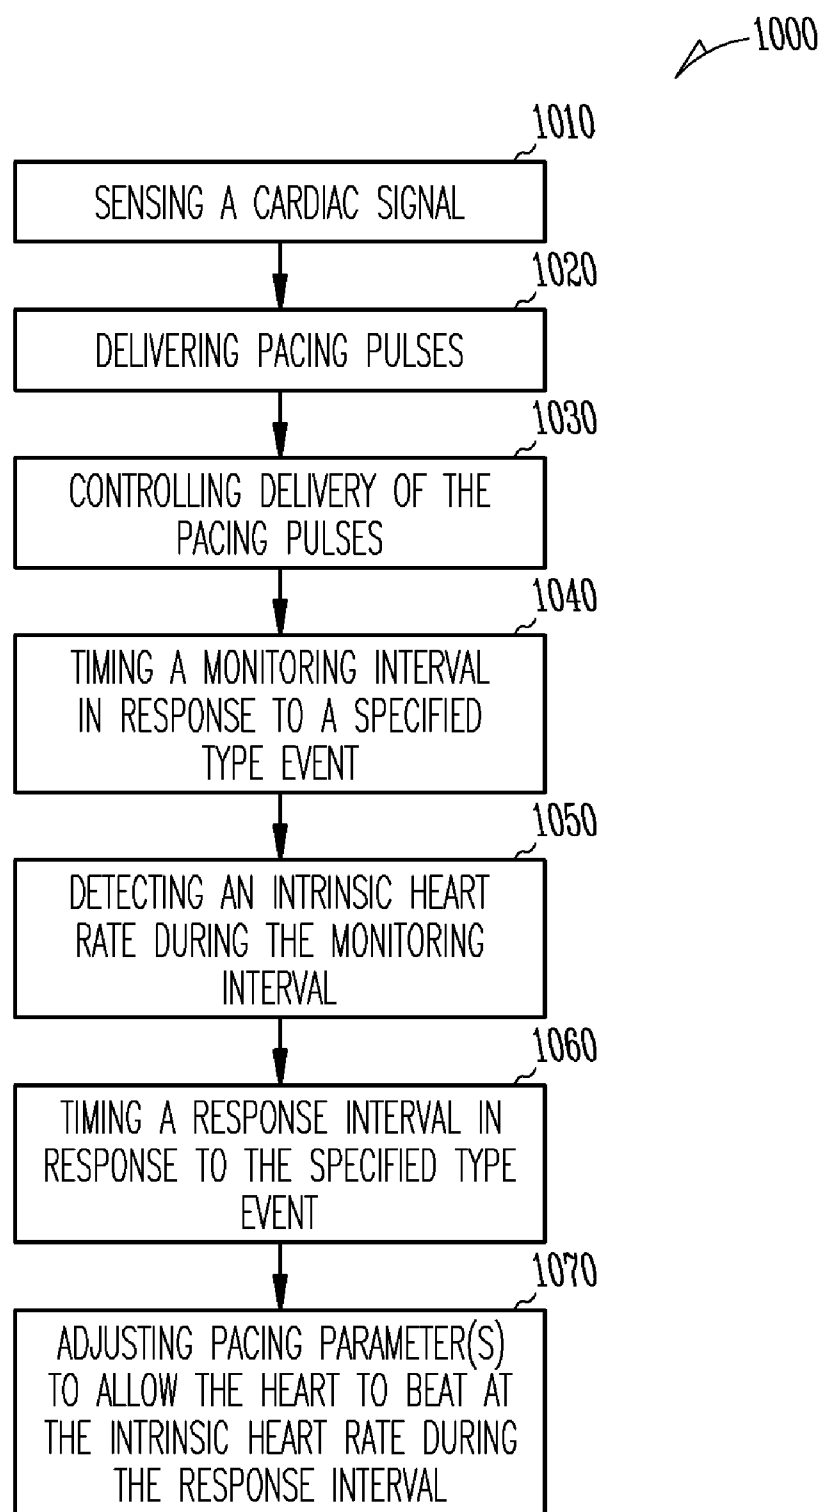 1000
1010
SENSING A CARDIAC SIGNAL
1020
DELIVERING PACING PULSES
1030
CONTROLLING DELIVERY OF THE
PACING PULSES
1040
TIMING A MONITORING INTERVAL
IN RESPONSE TO A SPECIFIED
TYPE EVENT
1050
DETECTING AN INTRINSIC HEART
RATE DURING THE MONITORING
INTERVAL
1060
TIMING A RESPONSE INTERVAL IN
RESPONSE TO THE SPECIFIED TYPE
EVENT
1070
ADJUSTING PACING PARAMETER(S)
TO ALLOW THE HEART TO BEAT AT
THE INTRINSIC HEART RATE DURING
THE RESPONSE INTERVAL